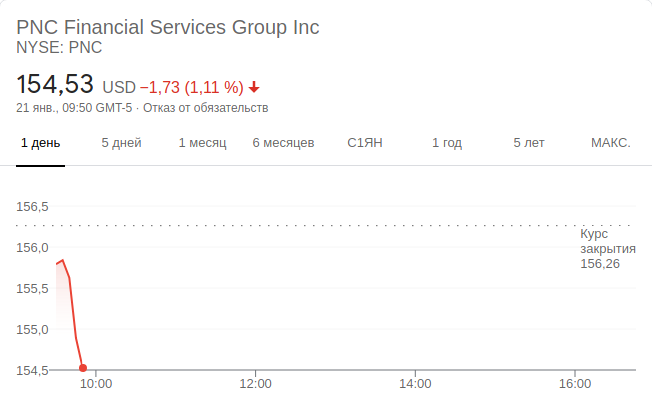 PNC Financial Services Group Inc
NYSE: PNC
154,53 USD −1,73 (1,11 %)
21 янв., 09:50 GMT-5 · Отказ от обязательств
1 день 5 дней 1 месяц 6 месяцев С1ЯН 1 год 5 лет МАКС.
156,5
Курс
закрытия
156,26
156,0
155,5
155,0
154,5
10:00 12:00 14:00 16:00